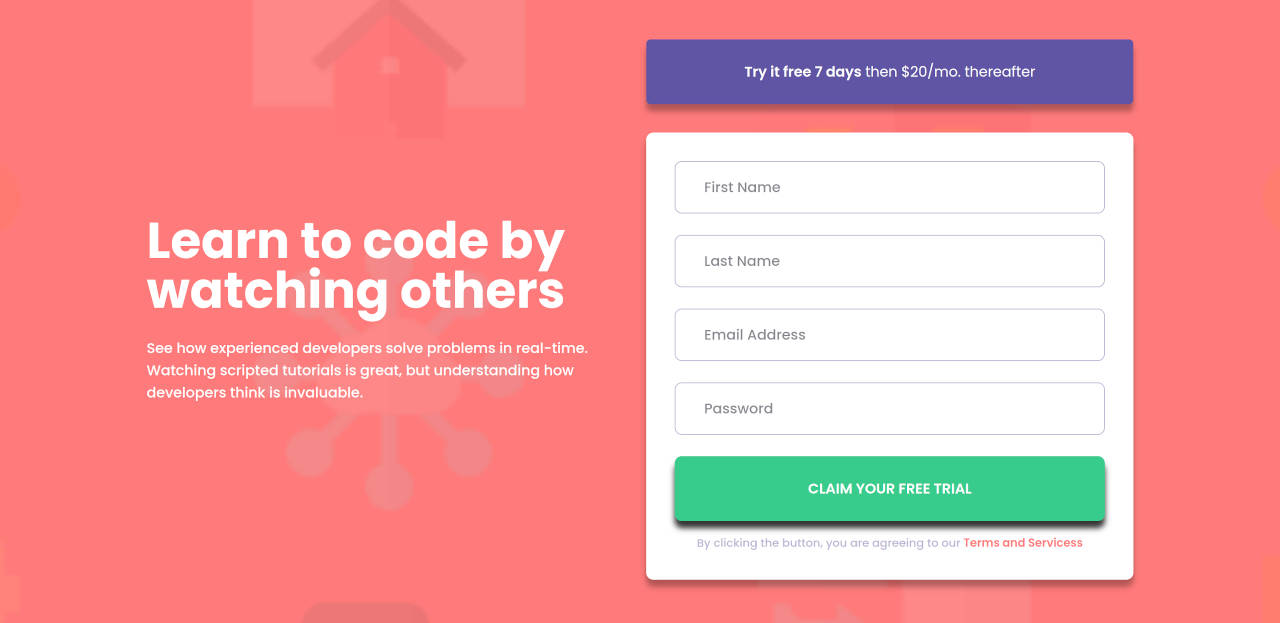 Learn to code by
watching others
See how experienced developers solve problems in real-time.
Watching scripted tutorials is great, but understanding how
developers think is invaluable.
Try it free 7 days then $20/mo. thereafter
First Name
Last Name
Email Address
Password
CLAIM YOUR FREE TRIAL
By clicking the button, you are agreeing to our Terms and Servicess